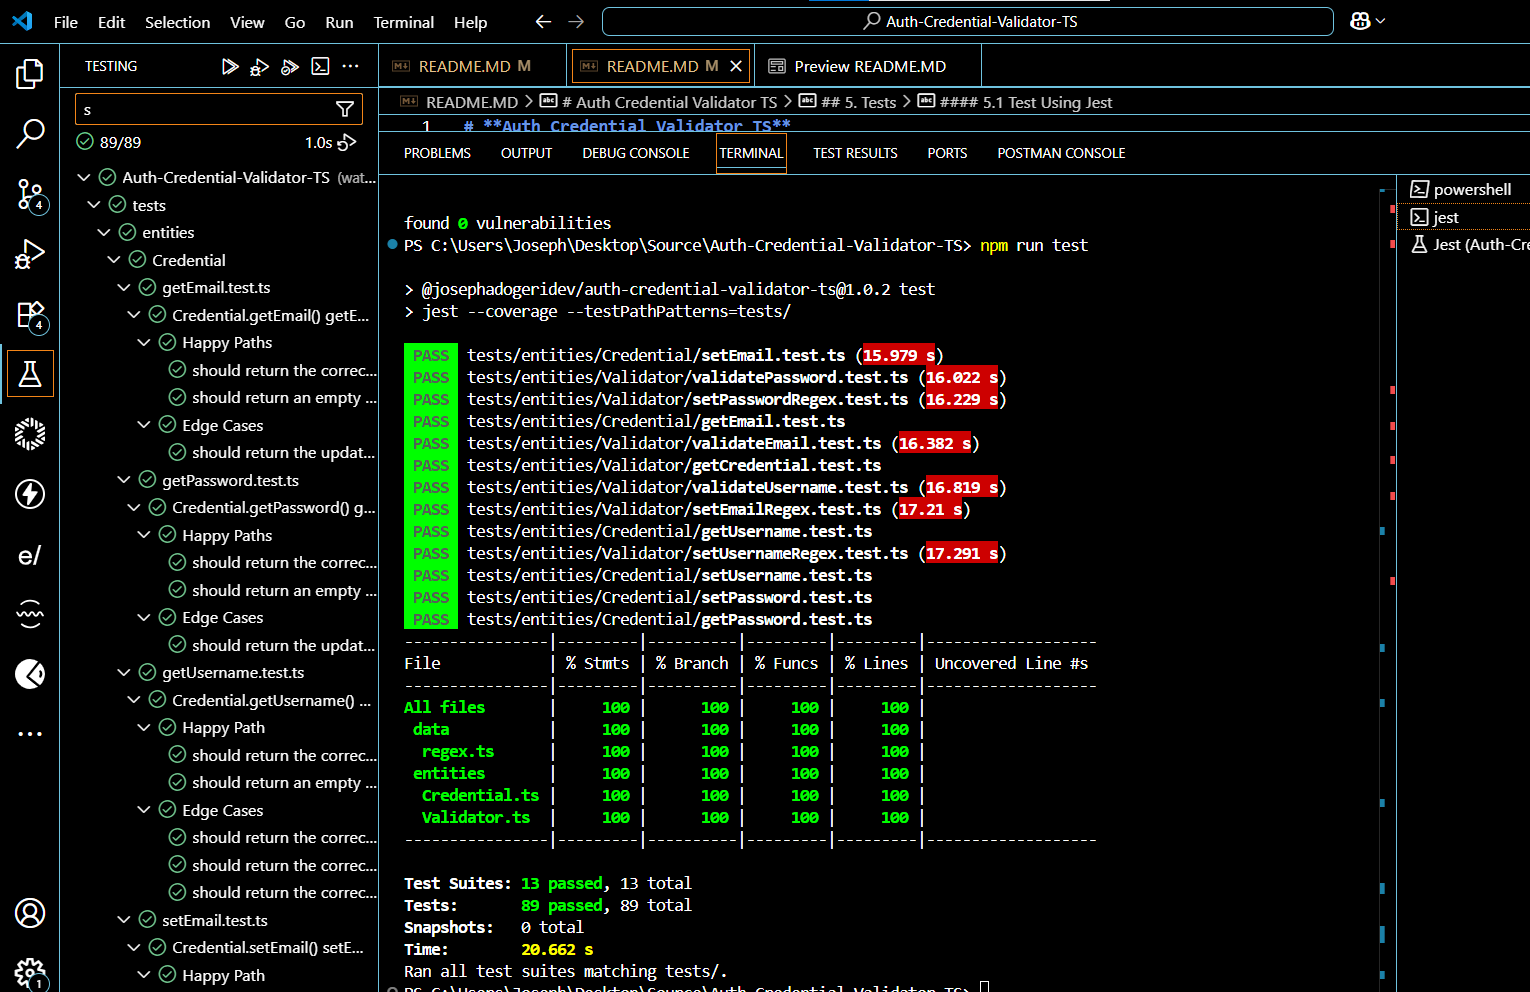 File Edit Selection View Go Run Terminal Help
Auth-Credential-Validator-TS
TESTING
README.MD M
README.MD M
Preview README.MD
s
README.MD > # Auth Credential Validator TS > ## 5. Tests > #### 5.1 Test Using Jest
1 # **Auth Credential Validator TS**
89/89 1.0s
PROBLEMS OUTPUT DEBUG CONSOLE TERMINAL TEST RESULTS PORTS POSTMAN CONSOLE
Auth-Credential-Validator-TS (wat...
tests
entities
Credential
getEmail.test.ts
Credential.getEmail() getE...
Happy Paths
should return the correc...
should return an empty ...
Edge Cases
should return the updat...
getPassword.test.ts
Credential.getPassword() g...
Happy Paths
should return the correc...
should return an empty ...
Edge Cases
should return the updat...
getUsername.test.ts
Credential.getUsername() ...
Happy Path
should return the correc...
should return an empty ...
Edge Cases
should return the correc...
should return the correc...
should return the correc...
setEmail.test.ts
Credential.setEmail() setE...
Happy Path
4
4
e/
1
found 0 vulnerabilities
PS C:\Users\Joseph\Desktop\Source\Auth-Credential-Validator-TS> npm run test
> @josephadogeridev/auth-credential-validator-ts@1.0.2 test
> jest --coverage --testPathPatterns=tests/
PASS tests/entities/Credential/setEmail.test.ts (15.979 s)
PASS tests/entities/Validator/validatePassword.test.ts (16.022 s)
PASS tests/entities/Validator/setPasswordRegex.test.ts (16.229 s)
PASS tests/entities/Credential/getEmail.test.ts
PASS tests/entities/Validator/validateEmail.test.ts (16.382 s)
PASS tests/entities/Validator/getCredential.test.ts
PASS tests/entities/Validator/validateUsername.test.ts (16.819 s)
PASS tests/entities/Validator/setEmailRegex.test.ts (17.21 s)
PASS tests/entities/Credential/getUsername.test.ts
PASS tests/entities/Validator/setUsernameRegex.test.ts (17.291 s)
PASS tests/entities/Credential/setUsername.test.ts
PASS tests/entities/Credential/setPassword.test.ts
PASS tests/entities/Credential/getPassword.test.ts
----------------|---------|----------|---------|---------|-------------------
File | % Stmts | % Branch | % Funcs | % Lines | Uncovered Line #s
----------------|---------|----------|---------|---------|-------------------
All files | 100 | 100 | 100 | 100 |
data | 100 | 100 | 100 | 100 |
regex.ts | 100 | 100 | 100 | 100 |
entities | 100 | 100 | 100 | 100 |
Credential.ts | 100 | 100 | 100 | 100 |
Validator.ts | 100 | 100 | 100 | 100 |
----------------|---------|----------|---------|---------|-------------------
Test Suites: 13 passed, 13 total
Tests: 89 passed, 89 total
Snapshots: 0 total
Time: 20.662 s
Ran all test suites matching tests/.
PS C:\Users\Joseph\Desktop\Source\Auth-Credential-Validator-TS>
powershell
jest
Jest (Auth-Cre